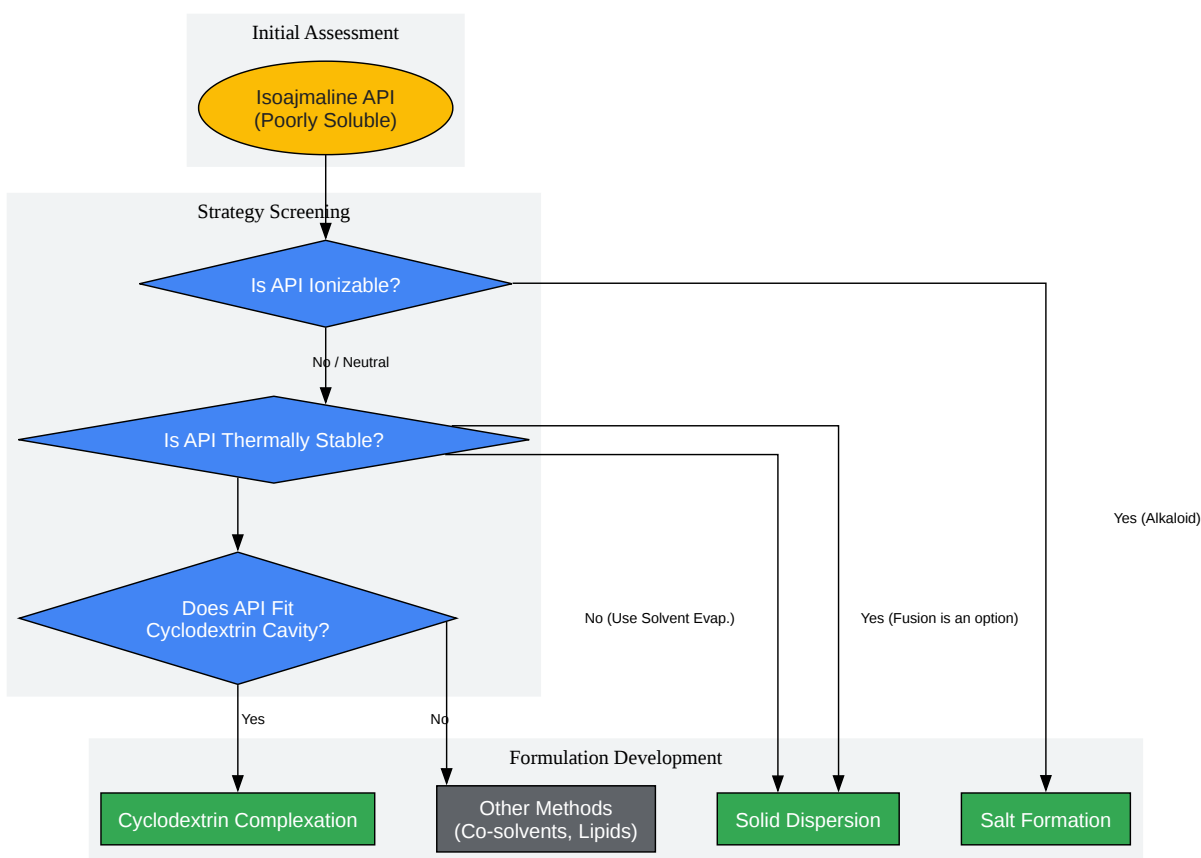 Initial Assessment
Isoajmaline API
(Poorly Soluble)
Strategy Screening
Is API Ionizable?
No / Neutral
Is API Thermally Stable?
Yes (Alkaloid)
Does API Fit
Cyclodextrin Cavity?
No (Use Solvent Evap.)
Yes (Fusion is an option)
Yes
No
Formulation Development
Cyclodextrin Complexation
Other Methods
(Co-solvents, Lipids)
Solid Dispersion
Salt Formation